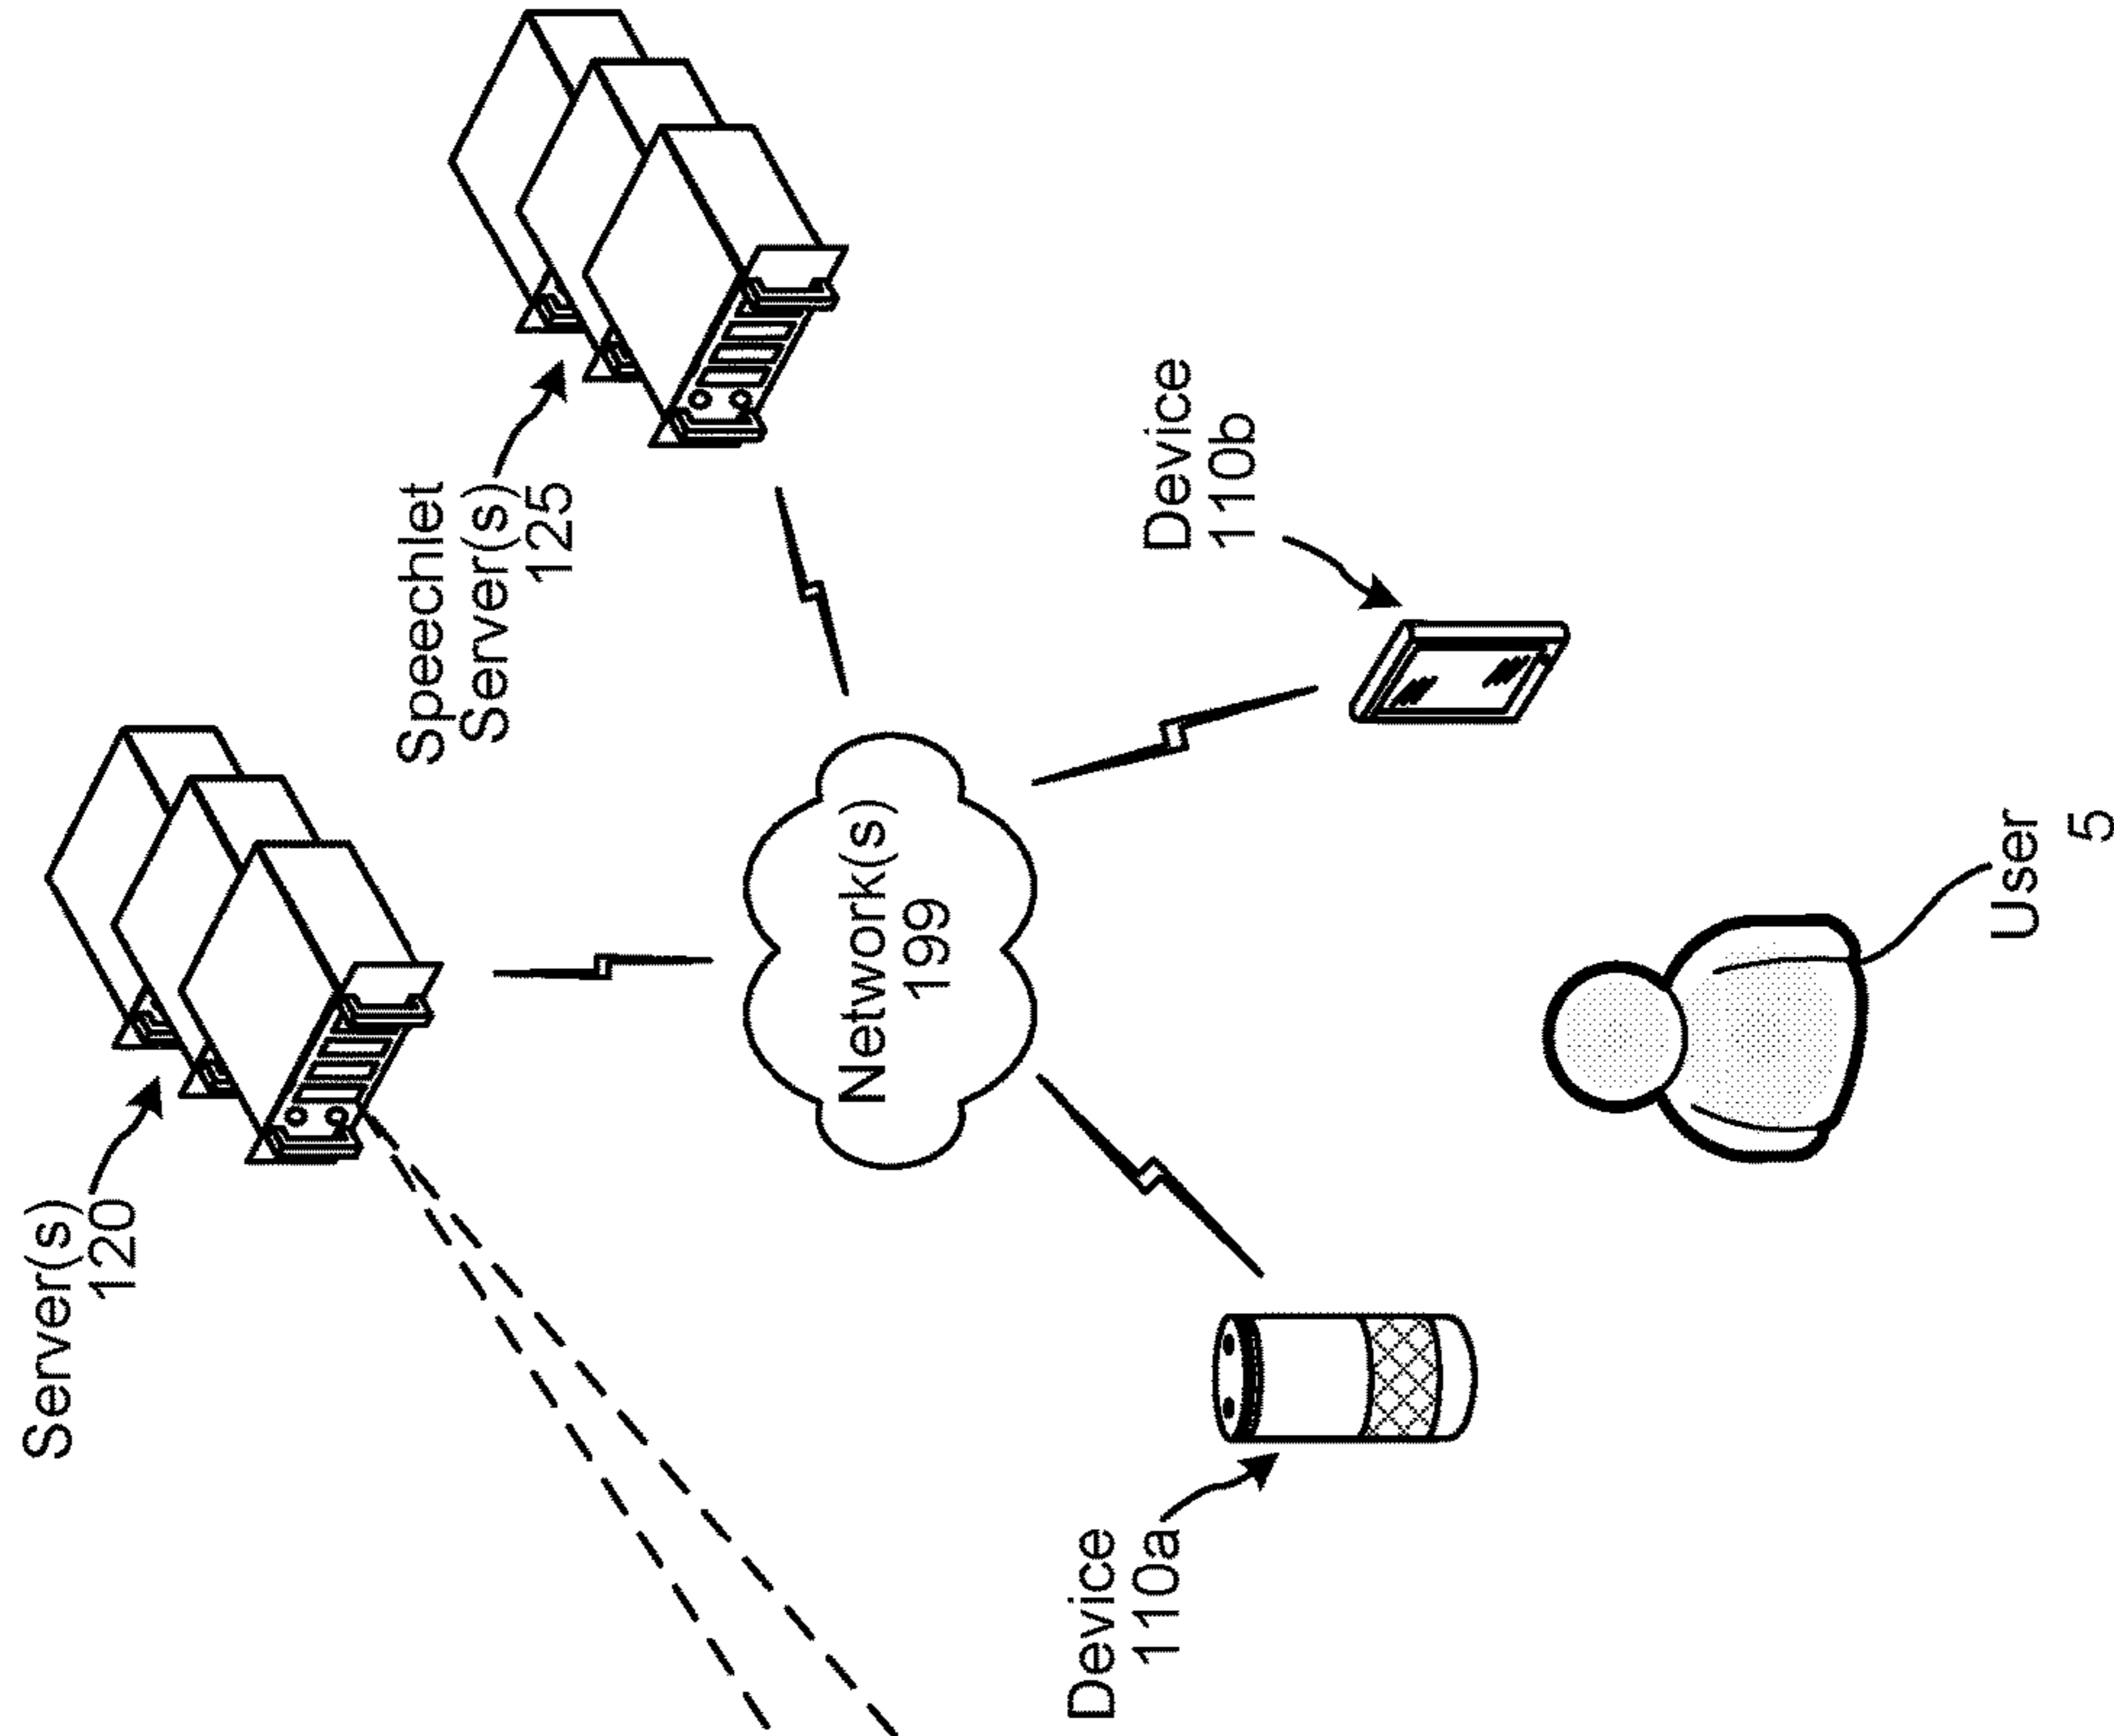 Server(s)
120
Speechlet
Server(s)
125
Network(s)
199
Device
110a
Device
110b
User
5